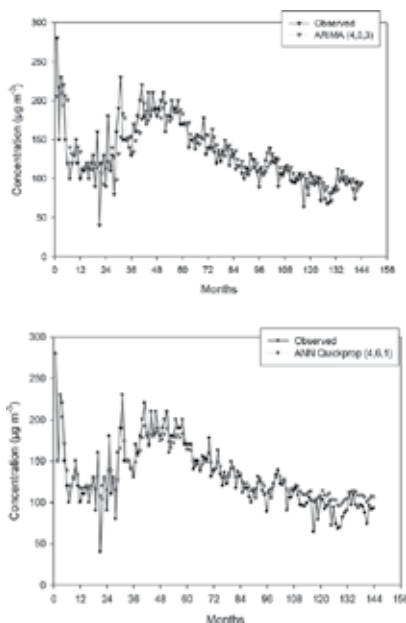 Observed
ARIMA (4,0,3)
300
250
200
150
100
50
0
Concentration (µg m⁻³)
0 12 24 36 48 60 72 84 96 108 120 132 144 156
Months
Observed
ANN Quickprop (4,6,1)
300
250
200
150
100
50
0
Concentration (µg m⁻³)
0 12 24 36 48 60 72 84 96 108 120 132 144 156
Months